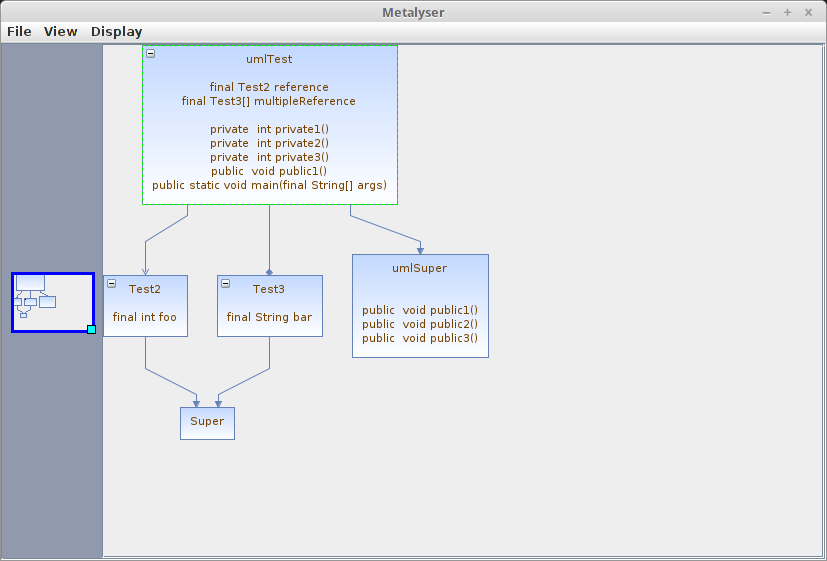 Metalyser
File View Display
umlTest
final Test2 reference
final Test3[] multipleReference
private  int private1()
private  int private2()
private  int private3()
public  void public1()
public static void main(final String[] args)
Test2
final int foo
Test3
final String bar
umlSuper
public  void public1()
public  void public2()
public  void public3()
Super